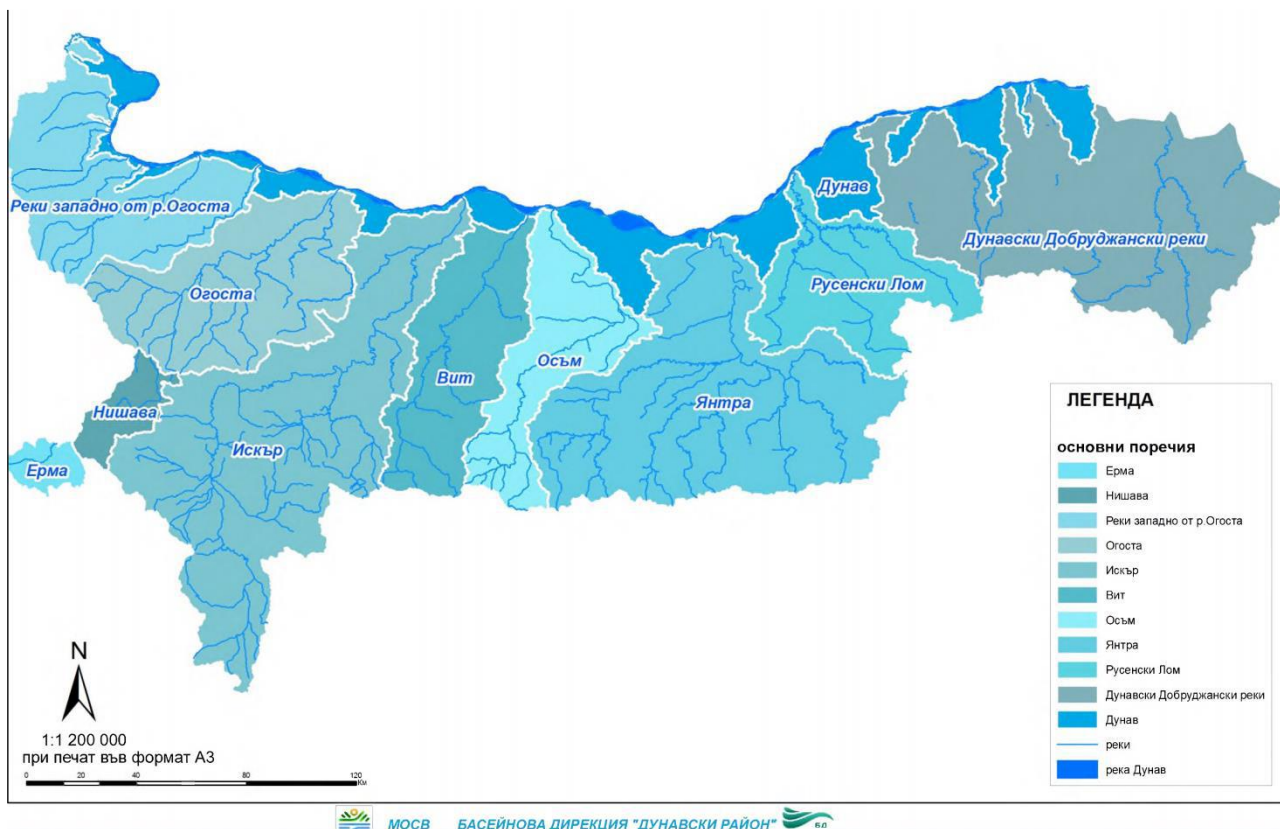 Реки западно от р.Огоста
Огоста
Нишава
Ерма
Искър
Вит
Осъм
Янтра
Русенски Лом
Дунав
Дунавски Добруджански реки
ЛЕГЕНДА
основни поречия
Ерма
Нишава
Реки западно от р.Огоста
Огоста
Искър
Вит
Осъм
Янтра
Русенски Лом
Дунавски Добруджански реки
Дунав
реки
река Дунав
N
1:1 200 000
при печат във формат А3
0 20 40 60 80 120
Км
МОСВ БАСЕЙНОВА ДИРЕКЦИЯ "ДУНАВСКИ РАЙОН"